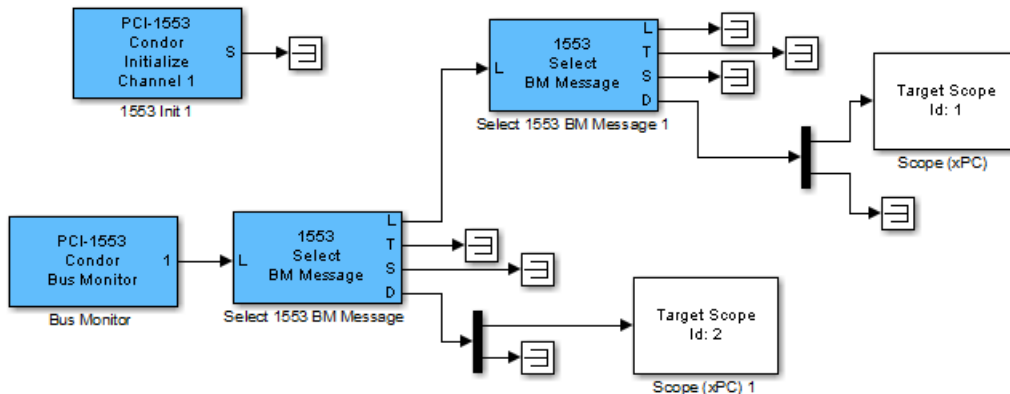 PCI-1553
Condor
Initialize
Channel 1
S
1553 Init 1
L
1553
Select
BM Message
L
T
S
D
Select 1553 BM Message 1
Target Scope
Id: 1
Scope (xPC)
PCI-1553
Condor
Bus Monitor
1
Bus Monitor
L
1553
Select
BM Message
L
T
S
D
Select 1553 BM Message
Target Scope
Id: 2
Scope (xPC) 1